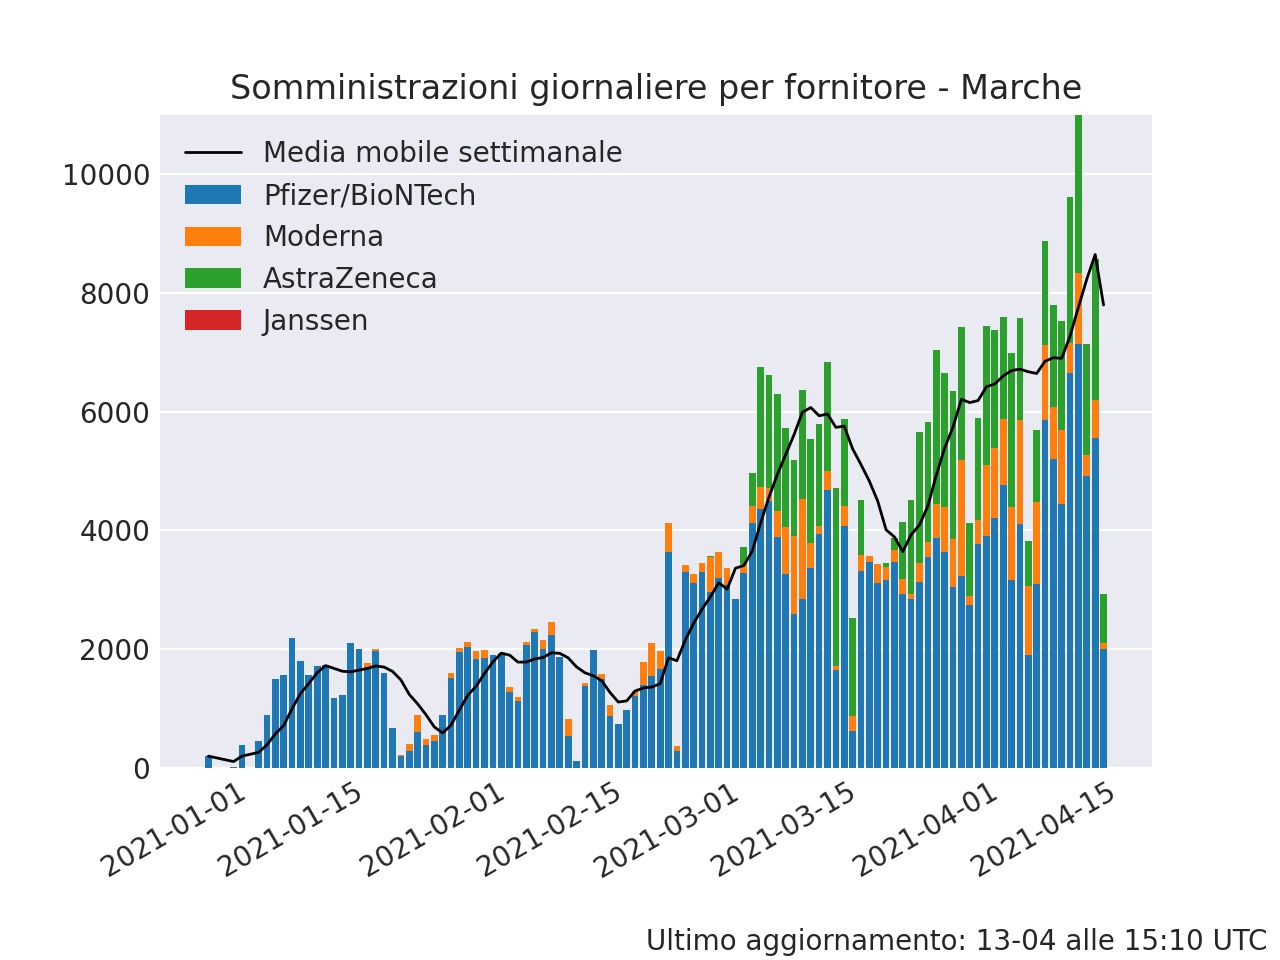 Somministrazioni giornaliere per fornitore - Marche
Media mobile settimanale
Pfizer/BioNTech
Moderna
AstraZeneca
Janssen
10000
8000
6000
4000
2000
0
2021-01-01
2021-01-15
2021-02-01
2021-02-15
2021-03-01
2021-03-15
2021-04-01
2021-04-15
Ultimo aggiornamento: 13-04 alle 15:10 UTC